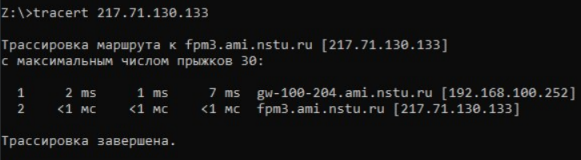 Z:\>tracert 217.71.130.133
Трассировка маршрута к fpm3.ami.nstu.ru [217.71.130.133]
с максимальным числом прыжков 30:
1 2 ms 1 ms 7 ms gw-100-204.ami.nstu.ru [192.168.100.252]
2 <1 мс <1 мс <1 мс fpm3.ami.nstu.ru [217.71.130.133]
Трассировка завершена.